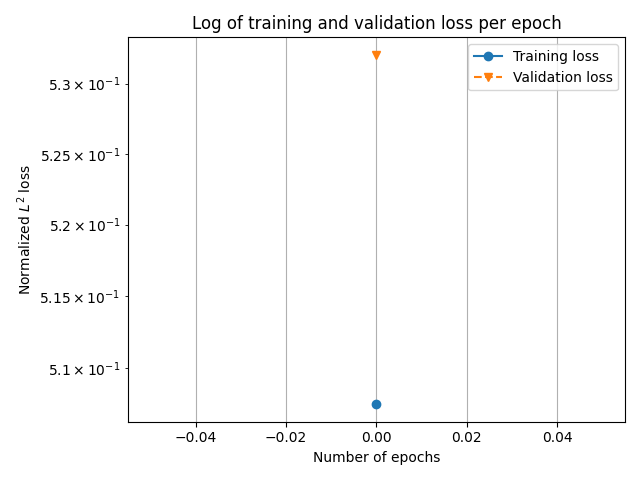 Log of training and validation loss per epoch
Training loss
Validation loss
5.3 × 10⁻¹
5.25 × 10⁻¹
5.2 × 10⁻¹
5.15 × 10⁻¹
5.1 × 10⁻¹
Normalized L² loss
−0.04 −0.02 0.00 0.02 0.04
Number of epochs